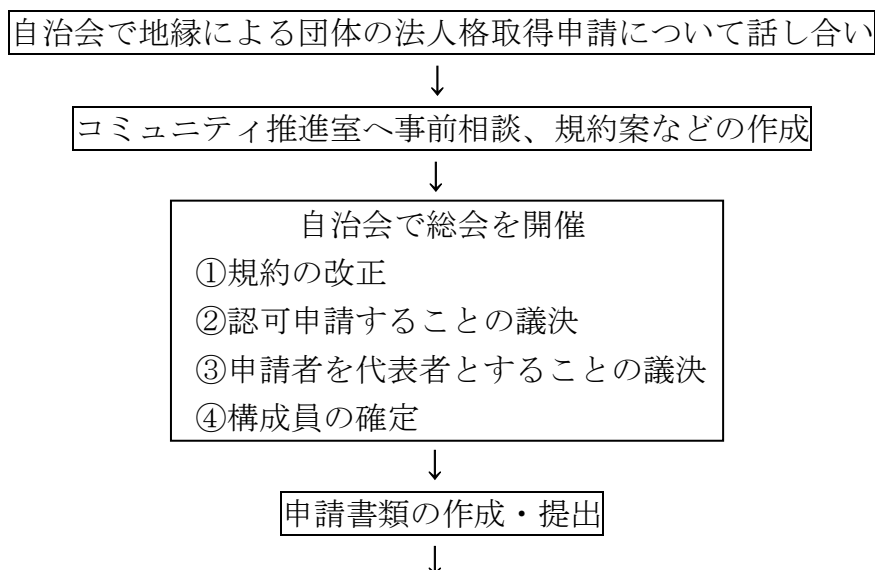 自治会で地縁による団体の法人格取得申請について話し合い
↓
コミュニティ推進室へ事前相談、規約案などの作成
↓
自治会で総会を開催
①規約の改正
②認可申請することの議決
③申請者を代表者とすることの議決
④構成員の確定
↓
申請書類の作成・提出
↓